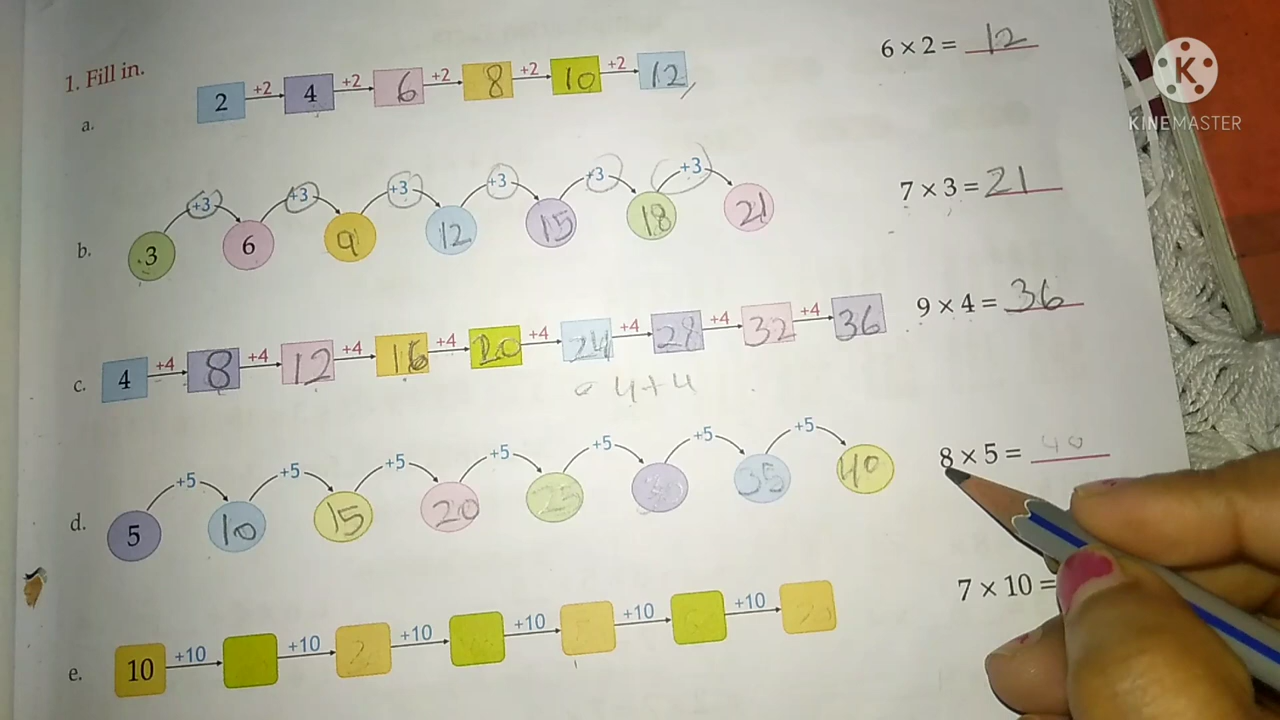 1. Fill in.
a. 2 +2 4 +2 6 +2 8 +2 10 +2 12 6 × 2 = 12
KINEMASTER
b. 3 +3 6 +3 9 +3 12 +3 15 +3 18 +3 21 7 × 3 = 21
c. 4 +4 8 +4 12 +4 16 +4 20 +4 24 +4 28 +4 32 +4 36 9 × 4 = 36
4+4
d. 5 +5 10 +5 15 +5 20 +5 25 +5 30 +5 35 +5 40 8 × 5 = 40
e. 10 +10 +10 +10 +10 +10 +10 7 × 10 =